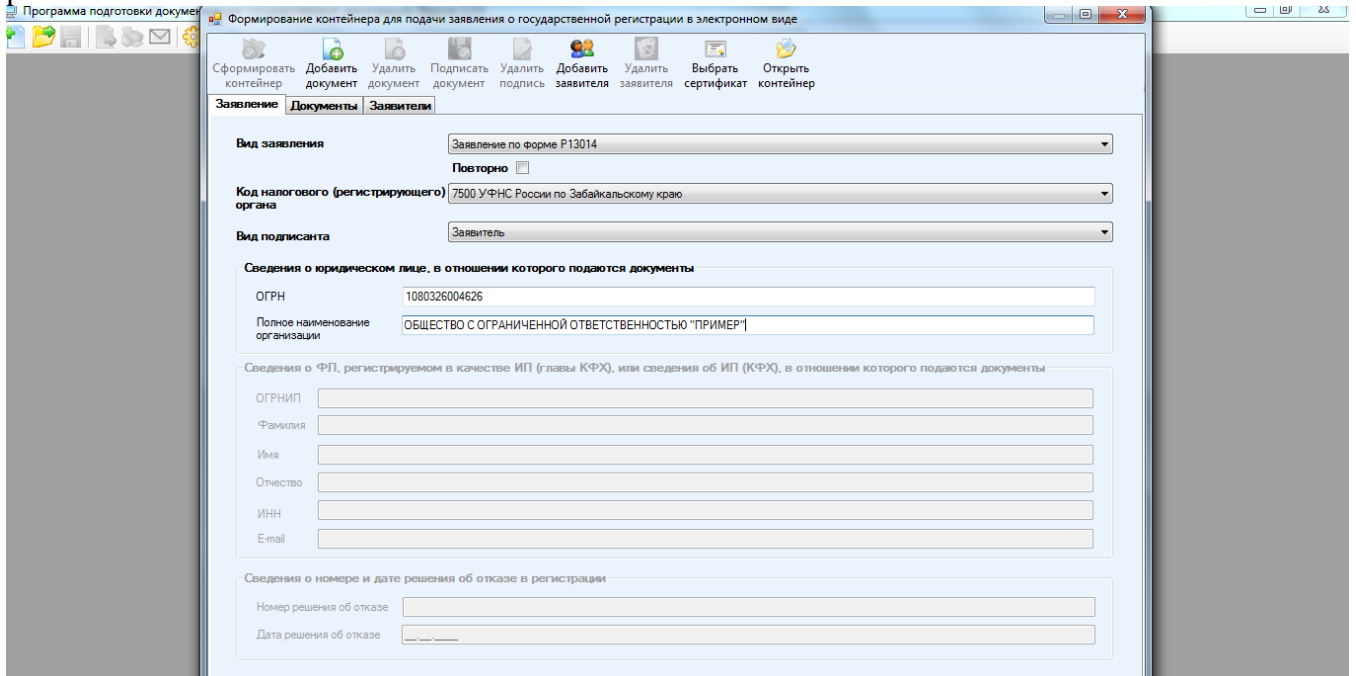 Программа подготовки докумен
Формирование контейнера для подачи заявления о государственной регистрации в электронном виде
Сформировать контейнер
Добавить документ
Удалить документ
Подписать документ
Удалить подпись
Добавить заявителя
Удалить заявителя
Выбрать сертификат
Открыть контейнер
Заявление Документы Заявители
Вид заявления Заявление по форме Р13014
Повторно
Код налогового (регистрирующего) 7500 УФНС России по Забайкальскому краю
органа
Вид подписанта Заявитель
Сведения о юридическом лице, в отношении которого подаются документы
ОГРН 1080326004626
Полное наименование ОБЩЕСТВО С ОГРАНИЧЕННОЙ ОТВЕТСТВЕННОСТЬЮ "ПРИМЕР"
организации
Сведения о ФЛ, регистрируемом в качестве ИП (главы КФХ), или сведения об ИП (КФХ), в отношении которого подаются документы
ОГРНИП
Фамилия
Имя
Отчество
ИНН
E-mail
Сведения о номере и дате решения об отказе в регистрации
Номер решения об отказе
Дата решения об отказе __.__.____